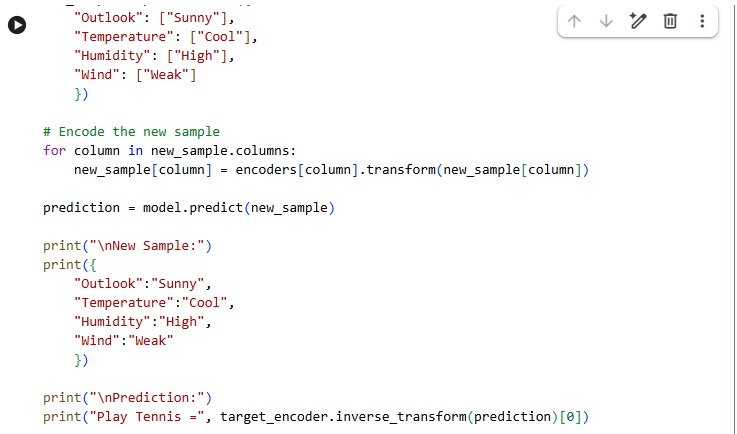 "Outlook": ["Sunny"],
    "Temperature": ["Cool"],
    "Humidity": ["High"],
    "Wind": ["Weak"]
    })

# Encode the new sample
for column in new_sample.columns:
    new_sample[column] = encoders[column].transform(new_sample[column])

prediction = model.predict(new_sample)

print("\nNew Sample:")
print({
    "Outlook":"Sunny",
    "Temperature":"Cool",
    "Humidity":"High",
    "Wind":"Weak"
    })

print("\nPrediction:")
print("Play Tennis =", target_encoder.inverse_transform(prediction)[0])